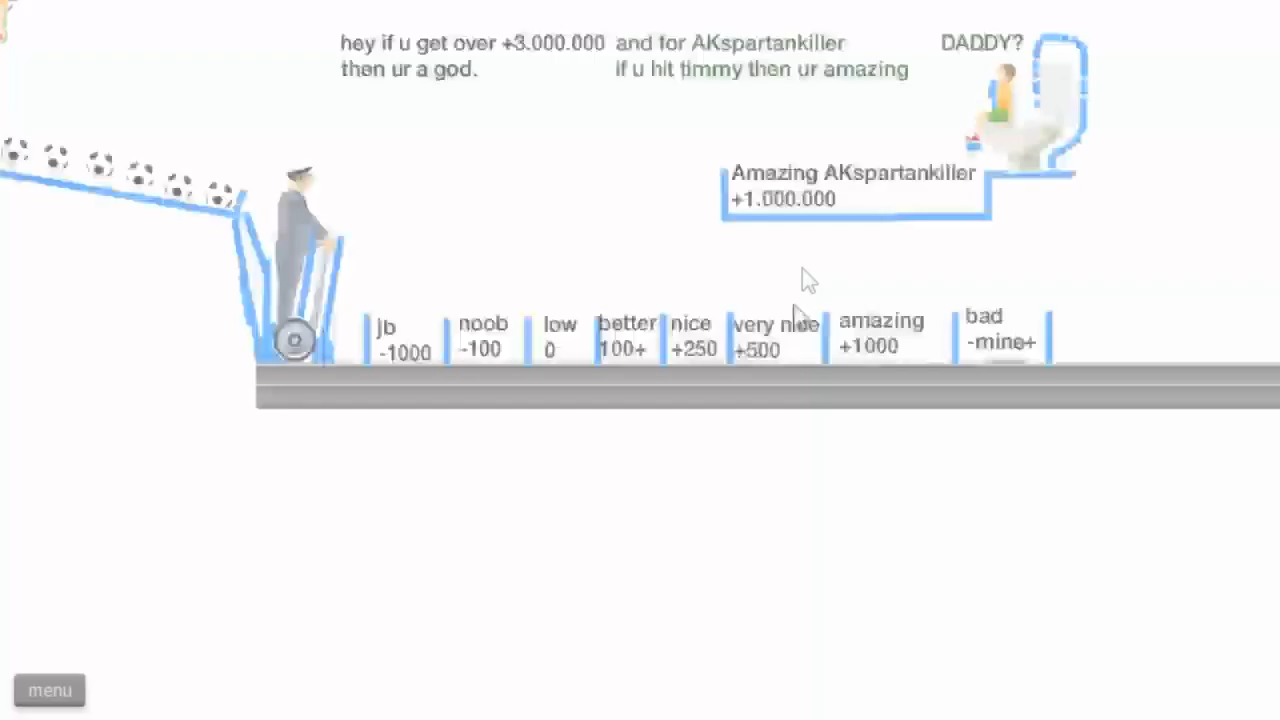 hey if u get over +3.000.000
then ur a god.
and for AKspartankiller
if u hit timmy then ur amazing
DADDY?
Amazing AKspartankiller
+1.000.000
jb
-1000
noob
-100
low
0
better
100+
nice
+250
very nice
+500
amazing
+1000
bad
-mine+
menu